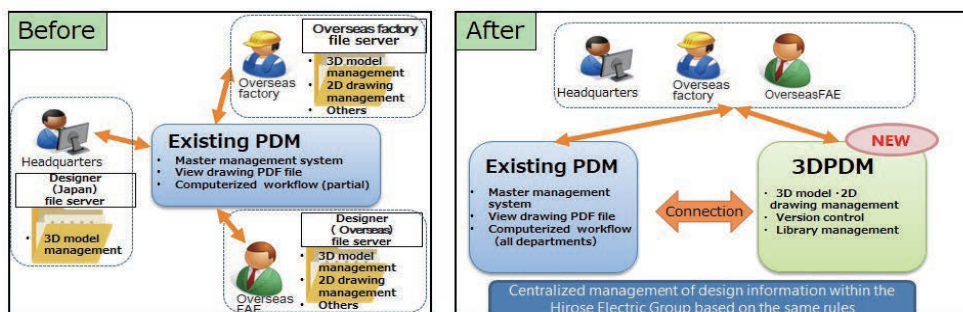 Before
Overseas factory
file server
• 3D model
management
• 2D drawing
management
• Others
Overseas
factory
Headquarters
Designer
(Japan)
file server
• 3D model
management
Existing PDM
• Master management system
• View drawing PDF file
• Computerized workflow (partial)
Designer
( Overseas)
file server
• 3D model
management
• 2D drawing
management
• Others
Overseas
FAE
After
Headquarters
Overseas
factory
OverseasFAE
Existing PDM
• Master management
system
• View drawing PDF file
• Computerized workflow
(all departments)
Connection
NEW
3DPDM
• 3D model ・2D
drawing management
• Version control
• Library management
Centralized management of design information within the
Hirose Electric Group based on the same rules